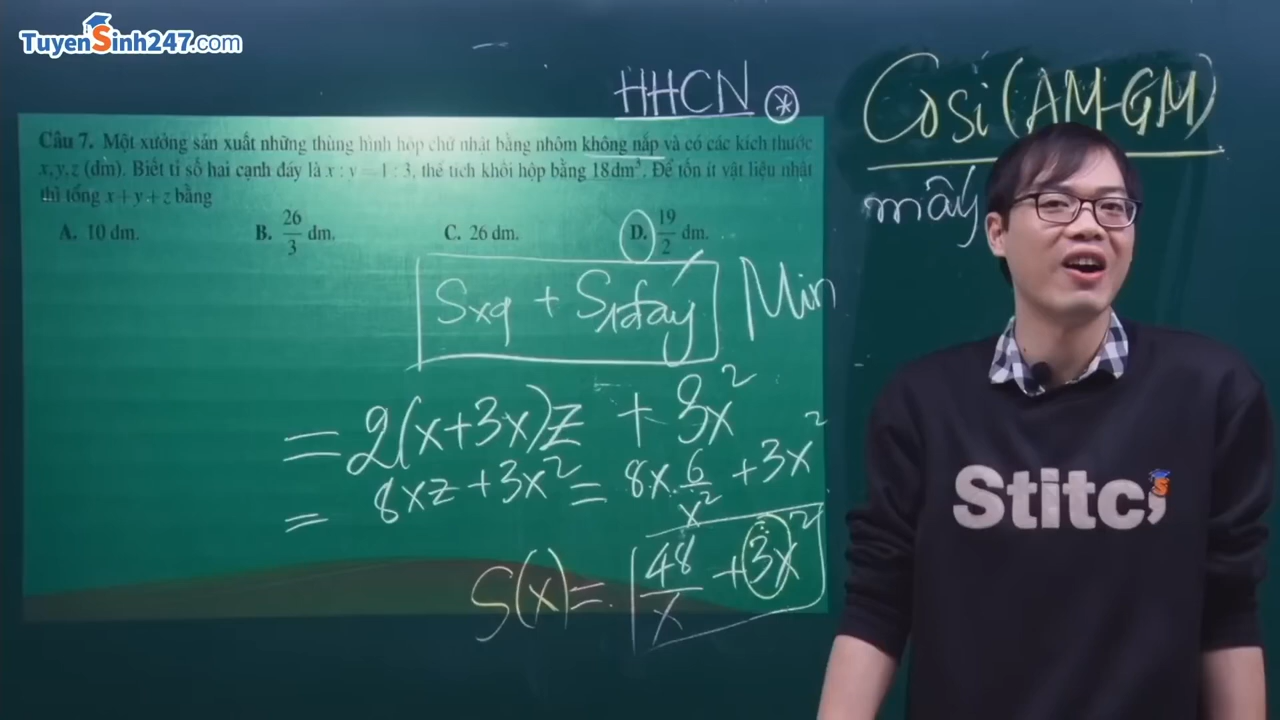 TuyenSinh247.com
HHCN *
Cosi (AM-GM)
mấy
Câu 7. Một xưởng sản xuất những thùng hình hộp chữ nhật bằng nhôm không nắp và có các kích thước
x, y, z (dm). Biết tỉ số hai cạnh đáy là x : y = 1 : 3, thể tích khối hộp bằng 18dm³. Để tốn ít vật liệu nhất
thì tổng x + y + z bằng
A. 10 dm. B. 26/3 dm. C. 26 dm. D. 19/2 dm.
Sxq + S1đáy Min
= 2(x+3x)z + 3x²
= 8xz + 3x² = 8x.6/x² + 3x²
S(x) = 48/x + 3x²
Stitc